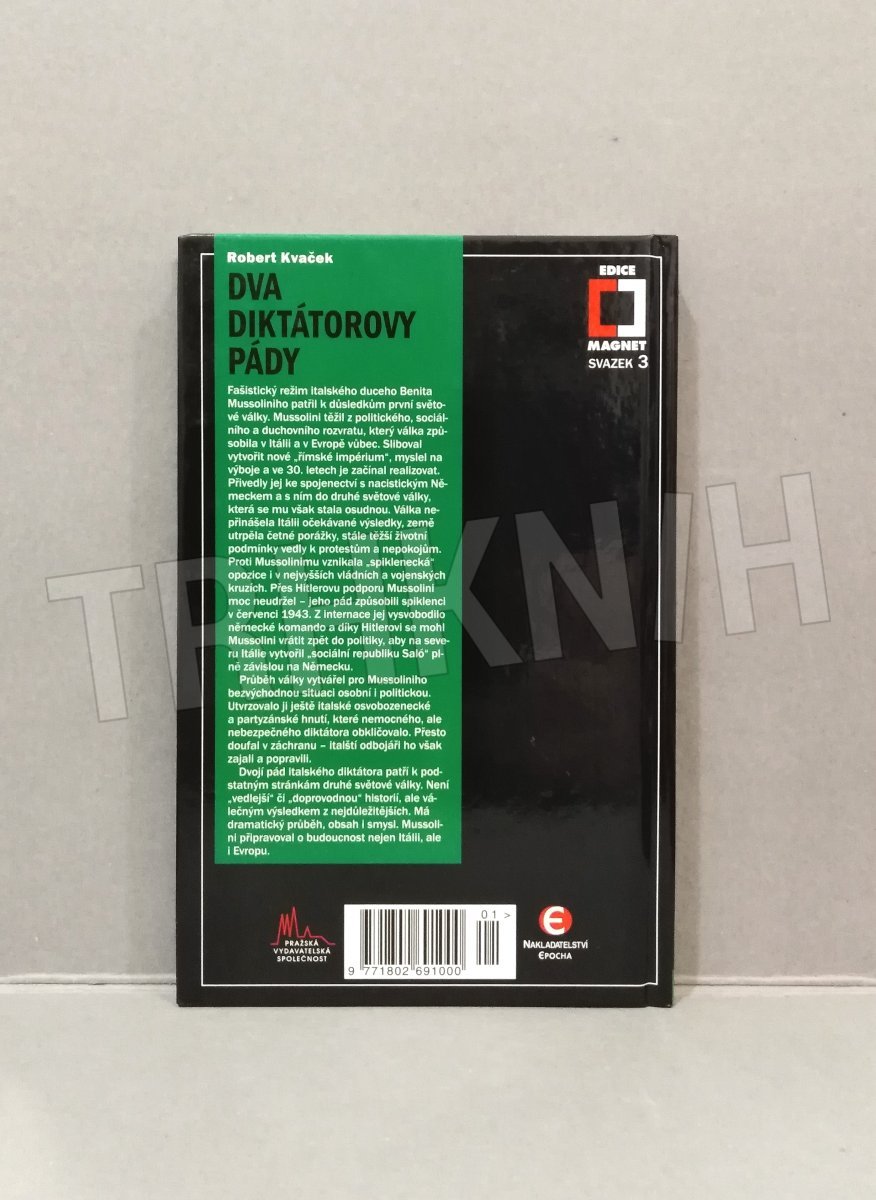 Robert Kvaček
DVA
DIKTÁTOROVY
PÁDY
Fašistický režim italského duceho Benita
Mussoliniho patřil k důsledkům první světo-
vé války. Mussolini těžil z politického, sociál-
ního a duchovního rozvratu, který válka způ-
sobila v Itálii a v Evropě vůbec. Sliboval
vytvořit nové „římské impérium“, myslel na
výboje a ve 30. letech je začínal realizovat.
Přivedly jej ke spojenectví s nacistickým Ně-
meckem a s ním do druhé světové války,
která se mu však stala osudnou. Válka ne-
přinášela Itálii očekávané výsledky, země
utrpěla četné porážky, stále těžší životní
podmínky vedly k protestům a nepokojům.
Proti Mussolinimu vznikala „spiklenecká“
opozice i v nejvyšších vládních a vojenských
kruzích. Přes Hitlerovu podporu Mussolini
moc neudržel – jeho pád způsobili spiklenci
v červenci 1943. Z internace jej vysvobodilo
německé komando a díky Hitlerovi se mohl
Mussolini vrátit zpět do politiky, aby na seve-
ru Itálie vytvořil „sociální republiku Saló“ pl-
ně závislou na Německu.
Průběh války vytvářel pro Mussoliniho
bezvýchodnou situaci osobní i politickou.
Utvrzovalo ji ještě italské osvobozenecké
a partyzánské hnutí, které nemocného, ale
nebezpečného diktátora obkličovalo. Přesto
doufal v záchranu – italští odbojáři ho však
zajali a popravili.
Dvojí pád italského diktátora patří k pod-
statným stránkám druhé světové války. Není
„vedlejší“ či „doprovodnou“ historií, ale vá-
lečným výsledkem z nejdůležitějších. Má
dramatický průběh, obsah i smysl. Mussoli-
ni připravoval o budoucnost nejen Itálii, ale
i Evropu.
EDICE
MAGNET
SVAZEK 3
PRAŽSKÁ
VYDAVATELSKÁ
SPOLEČNOST
01 >
9 771802 691000
NAKLADATELSTVÍ
EPOCHA